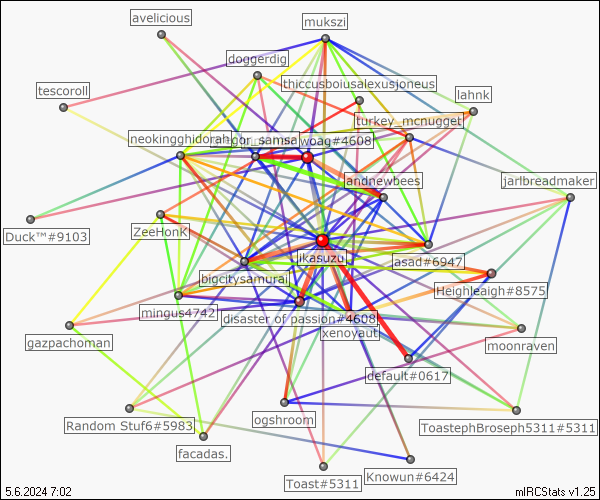 avelicious
mukszi
doggerdig
thiccusboiusalexusjoneus
tescoroll
lahnk
turkey_mcnugget
neokingghidorah
samsa
woag#4608
andrewbees
jarlbreadmaker
Duck™#9103
ZeeHonK
ikasuzu
asad#6947
bigcitysamurai
Heighleaigh#8575
mingus4742
disaster of passion#4608
xenoyaut
gazpachoman
moonraven
default#0617
Random Stuf6#5983
ogshroom
ToastephBroseph5311#5311
facadas.
Toast#5311
Knowun#6424
5.6.2024 7:02
mIRCStats v1.25